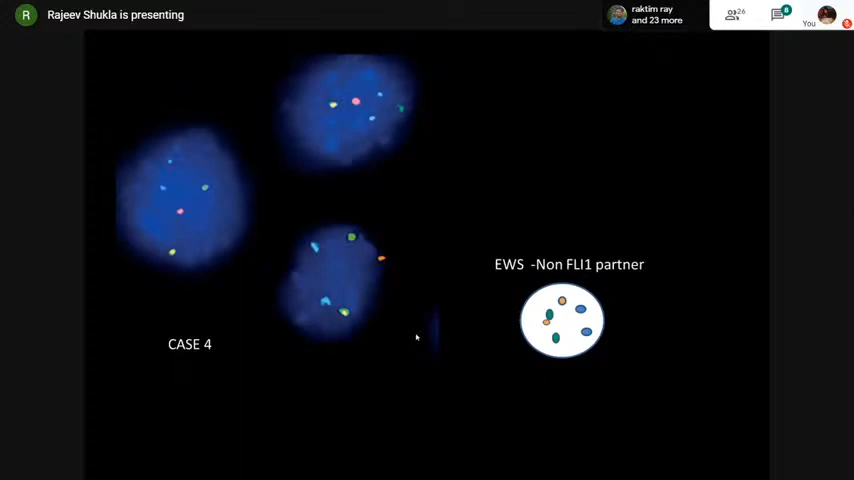 R Rajeev Shukla is presenting
raktim ray
and 23 more
26
8
You
EWS -Non FLI1 partner
CASE 4